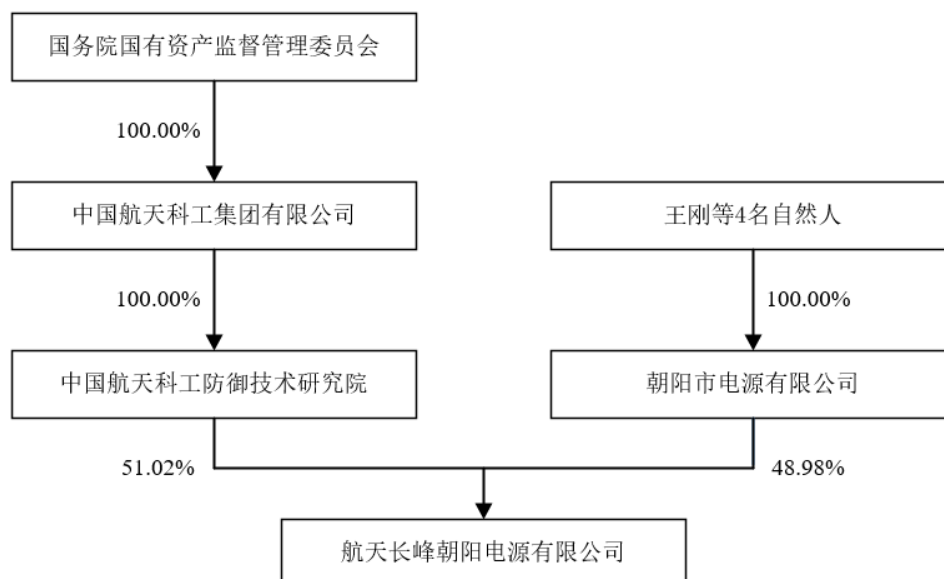 国务院国有资产监督管理委员会
100.00%
中国航天科工集团有限公司
王刚等4名自然人
100.00%
100.00%
中国航天科工防御技术研究院
朝阳市电源有限公司
51.02%
48.98%
航天长峰朝阳电源有限公司